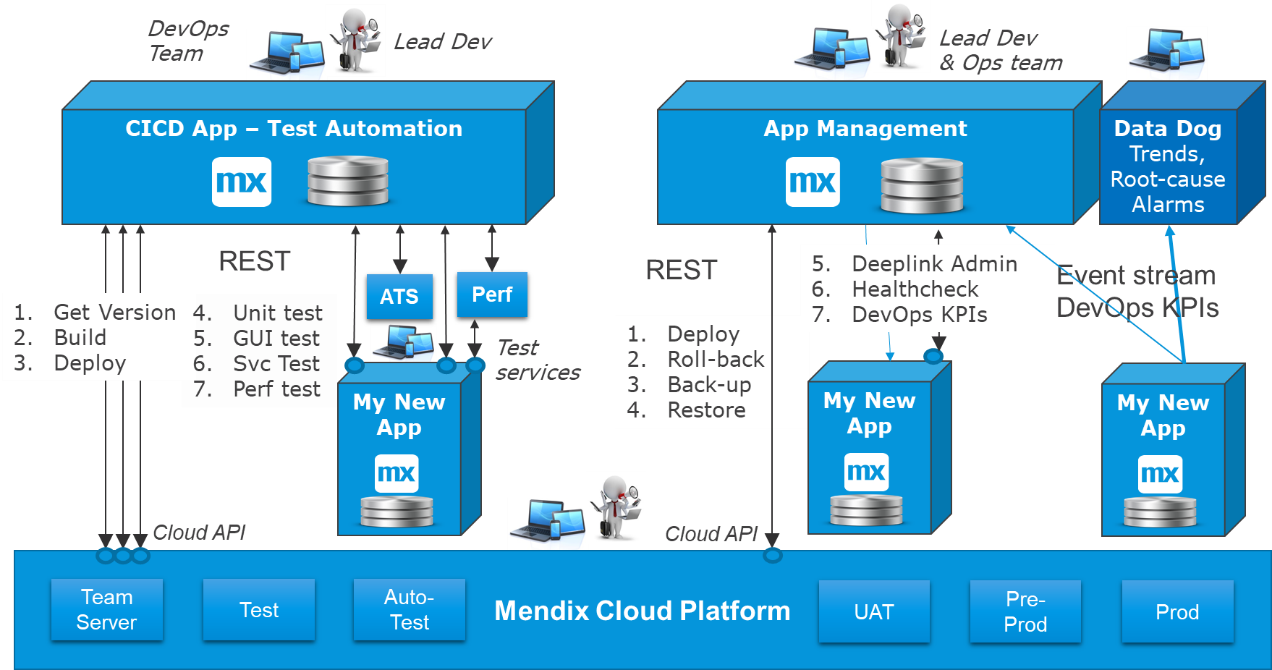 DevOps
Team
Lead Dev
CICD App – Test Automation
mx
REST
1. Get Version
2. Build
3. Deploy
4. Unit test
5. GUI test
6. Svc Test
7. Perf test
ATS
Perf
Test
services
My New
App
mx
Cloud API
Lead Dev
& Ops team
App Management
mx
Data Dog
Trends,
Root-cause
Alarms
REST
1. Deploy
2. Roll-back
3. Back-up
4. Restore
5. Deeplink Admin
6. Healthcheck
7. DevOps KPIs
Event stream
DevOps KPIs
My New
App
mx
My New
App
mx
Cloud API
Team
Server
Test
Auto-
Test
Mendix Cloud Platform
UAT
Pre-
Prod
Prod